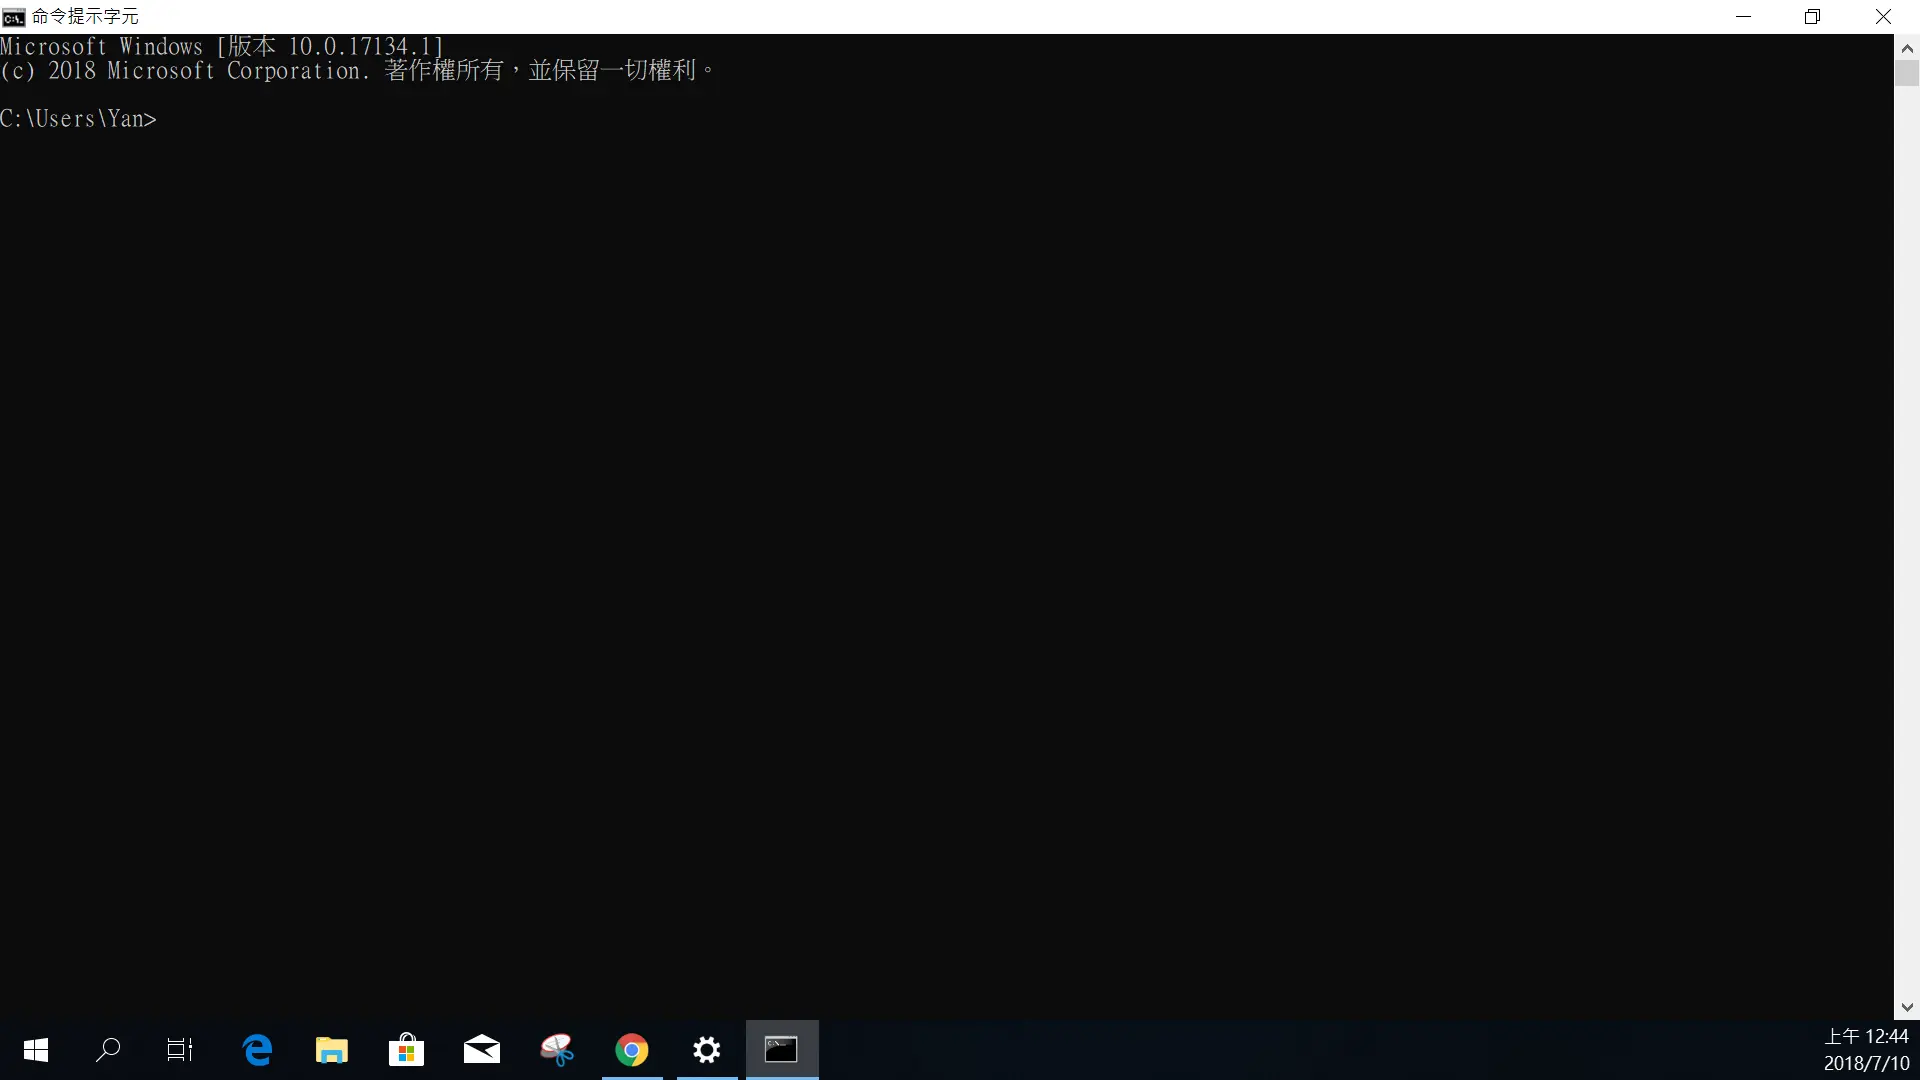 命令提示字元
Microsoft Windows [版本 10.0.17134.1]
(c) 2018 Microsoft Corporation. 著作權所有，並保留一切權利。
C:\Users\Yan>
上午 12:44
2018/7/10